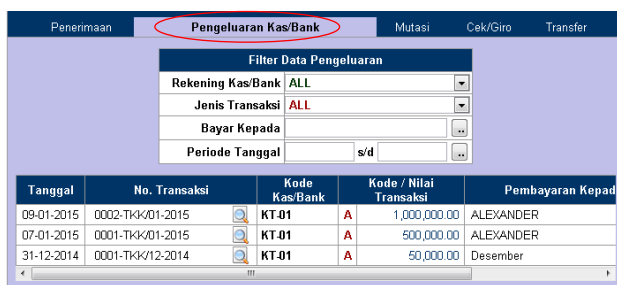 Penerimaan Pengeluaran Kas/Bank Mutasi Cek/Giro Transfer
Filter Data Pengeluaran
Rekening Kas/Bank ALL
Jenis Transaksi ALL
Bayar Kepada ..
Periode Tanggal s/d ..
Tanggal No. Transaksi Kode Kas/Bank Kode / Nilai Transaksi Pembayaran Kepad
09-01-2015 0002-TKK/01-2015 KT-01 A 1,000,000.00 ALEXANDER
07-01-2015 0001-TKK/01-2015 KT-01 A 500,000.00 ALEXANDER
31-12-2014 0001-TKK/12-2014 KT-01 A 50,000.00 Desember